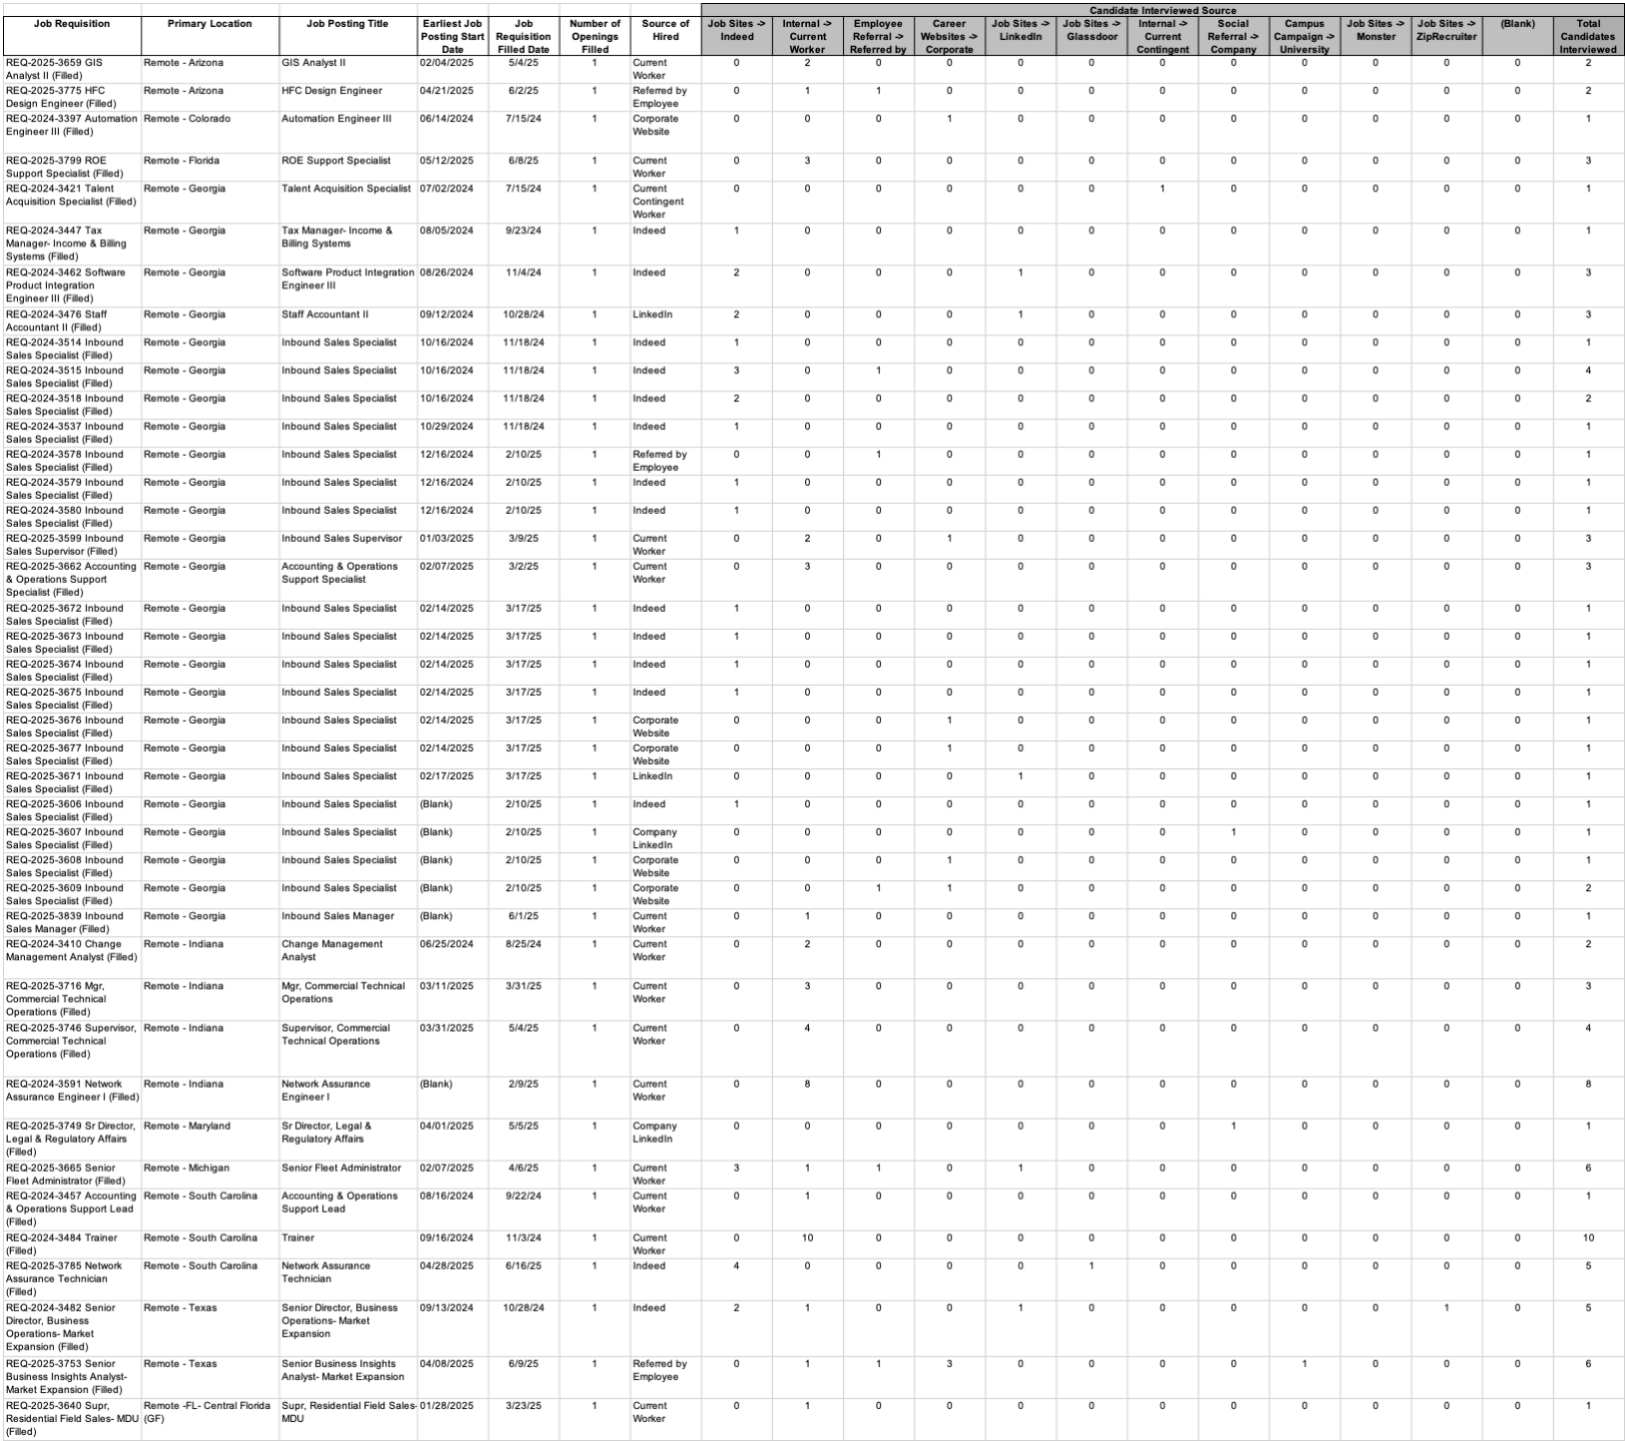 Candidate Interviewed Source
Job Requisition Primary Location Job Posting Title Earliest Job Posting Start Date Job Requisition Filled Date Number of Openings Filled Source of Hired Job Sites -> Indeed Internal -> Current Worker Employee Referral -> Referred by Career Websites -> Corporate Job Sites -> LinkedIn Job Sites -> Glassdoor Internal -> Current Contingent Social Referral -> Company Campus Campaign -> University Job Sites -> Monster Job Sites -> ZipRecruiter (Blank) Total Candidates Interviewed
REQ-2025-3659 GIS Analyst II (Filled) Remote - Arizona GIS Analyst II 02/04/2025 5/4/25 1 Current Worker 0 2 0 0 0 0 0 0 0 0 0 0 2
REQ-2025-3775 HFC Design Engineer (Filled) Remote - Arizona HFC Design Engineer 04/21/2025 6/2/25 1 Referred by Employee 0 1 1 0 0 0 0 0 0 0 0 0 2
REQ-2024-3397 Automation Engineer III (Filled) Remote - Colorado Automation Engineer III 06/14/2024 7/15/24 1 Corporate Website 0 0 0 1 0 0 0 0 0 0 0 0 1
REQ-2025-3799 ROE Support Specialist (Filled) Remote - Florida ROE Support Specialist 05/12/2025 6/8/25 1 Current Worker 0 3 0 0 0 0 0 0 0 0 0 0 3
REQ-2024-3421 Talent Acquisition Specialist (Filled) Remote - Georgia Talent Acquisition Specialist 07/02/2024 7/15/24 1 Current Contingent Worker 0 0 0 0 0 0 1 0 0 0 0 0 1
REQ-2024-3447 Tax Manager- Income & Billing Systems (Filled) Remote - Georgia Tax Manager- Income & Billing Systems 08/05/2024 9/23/24 1 Indeed 1 0 0 0 0 0 0 0 0 0 0 0 1
REQ-2024-3462 Software Product Integration Engineer III (Filled) Remote - Georgia Software Product Integration Engineer III 08/26/2024 11/4/24 1 Indeed 2 0 0 0 1 0 0 0 0 0 0 0 3
REQ-2024-3476 Staff Accountant II (Filled) Remote - Georgia Staff Accountant II 09/12/2024 10/28/24 1 LinkedIn 2 0 0 0 1 0 0 0 0 0 0 0 3
REQ-2024-3514 Inbound Sales Specialist (Filled) Remote - Georgia Inbound Sales Specialist 10/16/2024 11/18/24 1 Indeed 1 0 0 0 0 0 0 0 0 0 0 0 1
REQ-2024-3515 Inbound Sales Specialist (Filled) Remote - Georgia Inbound Sales Specialist 10/16/2024 11/18/24 1 Indeed 3 0 1 0 0 0 0 0 0 0 0 0 4
REQ-2024-3518 Inbound Sales Specialist (Filled) Remote - Georgia Inbound Sales Specialist 10/16/2024 11/18/24 1 Indeed 2 0 0 0 0 0 0 0 0 0 0 0 2
REQ-2024-3537 Inbound Sales Specialist (Filled) Remote - Georgia Inbound Sales Specialist 10/29/2024 11/18/24 1 Indeed 1 0 0 0 0 0 0 0 0 0 0 0 1
REQ-2024-3578 Inbound Sales Specialist (Filled) Remote - Georgia Inbound Sales Specialist 12/16/2024 2/10/25 1 Referred by Employee 0 0 1 0 0 0 0 0 0 0 0 0 1
REQ-2024-3579 Inbound Sales Specialist (Filled) Remote - Georgia Inbound Sales Specialist 12/16/2024 2/10/25 1 Indeed 1 0 0 0 0 0 0 0 0 0 0 0 1
REQ-2024-3580 Inbound Sales Specialist (Filled) Remote - Georgia Inbound Sales Specialist 12/16/2024 2/10/25 1 Indeed 1 0 0 0 0 0 0 0 0 0 0 0 1
REQ-2025-3599 Inbound Sales Supervisor (Filled) Remote - Georgia Inbound Sales Supervisor 01/03/2025 3/9/25 1 Current Worker 0 2 0 1 0 0 0 0 0 0 0 0 3
REQ-2025-3662 Accounting & Operations Support Specialist (Filled) Remote - Georgia Accounting & Operations Support Specialist 02/07/2025 3/2/25 1 Current Worker 0 3 0 0 0 0 0 0 0 0 0 0 3
REQ-2025-3672 Inbound Sales Specialist (Filled) Remote - Georgia Inbound Sales Specialist 02/14/2025 3/17/25 1 Indeed 1 0 0 0 0 0 0 0 0 0 0 0 1
REQ-2025-3673 Inbound Sales Specialist (Filled) Remote - Georgia Inbound Sales Specialist 02/14/2025 3/17/25 1 Indeed 1 0 0 0 0 0 0 0 0 0 0 0 1
REQ-2025-3674 Inbound Sales Specialist (Filled) Remote - Georgia Inbound Sales Specialist 02/14/2025 3/17/25 1 Indeed 1 0 0 0 0 0 0 0 0 0 0 0 1
REQ-2025-3675 Inbound Sales Specialist (Filled) Remote - Georgia Inbound Sales Specialist 02/14/2025 3/17/25 1 Indeed 1 0 0 0 0 0 0 0 0 0 0 0 1
REQ-2025-3676 Inbound Sales Specialist (Filled) Remote - Georgia Inbound Sales Specialist 02/14/2025 3/17/25 1 Corporate Website 0 0 0 1 0 0 0 0 0 0 0 0 1
REQ-2025-3677 Inbound Sales Specialist (Filled) Remote - Georgia Inbound Sales Specialist 02/14/2025 3/17/25 1 Corporate Website 0 0 0 1 0 0 0 0 0 0 0 0 1
REQ-2025-3671 Inbound Sales Specialist (Filled) Remote - Georgia Inbound Sales Specialist 02/17/2025 3/17/25 1 LinkedIn 0 0 0 0 1 0 0 0 0 0 0 0 1
REQ-2025-3606 Inbound Sales Specialist (Filled) Remote - Georgia Inbound Sales Specialist (Blank) 2/10/25 1 Indeed 1 0 0 0 0 0 0 0 0 0 0 0 1
REQ-2025-3607 Inbound Sales Specialist (Filled) Remote - Georgia Inbound Sales Specialist (Blank) 2/10/25 1 Company LinkedIn 0 0 0 0 0 0 0 1 0 0 0 0 1
REQ-2025-3608 Inbound Sales Specialist (Filled) Remote - Georgia Inbound Sales Specialist (Blank) 2/10/25 1 Corporate Website 0 0 0 1 0 0 0 0 0 0 0 0 1
REQ-2025-3609 Inbound Sales Specialist (Filled) Remote - Georgia Inbound Sales Specialist (Blank) 2/10/25 1 Corporate Website 0 0 1 1 0 0 0 0 0 0 0 0 2
REQ-2025-3839 Inbound Sales Manager (Filled) Remote - Georgia Inbound Sales Manager (Blank) 6/1/25 1 Current Worker 0 1 0 0 0 0 0 0 0 0 0 0 1
REQ-2024-3410 Change Management Analyst (Filled) Remote - Indiana Change Management Analyst 06/25/2024 8/25/24 1 Current Worker 0 2 0 0 0 0 0 0 0 0 0 0 2
REQ-2025-3716 Mgr, Commercial Technical Operations (Filled) Remote - Indiana Mgr, Commercial Technical Operations 03/11/2025 3/31/25 1 Current Worker 0 3 0 0 0 0 0 0 0 0 0 0 3
REQ-2025-3746 Supervisor, Commercial Technical Operations (Filled) Remote - Indiana Supervisor, Commercial Technical Operations 03/31/2025 5/4/25 1 Current Worker 0 4 0 0 0 0 0 0 0 0 0 0 4
REQ-2024-3591 Network Assurance Engineer I (Filled) Remote - Indiana Network Assurance Engineer I (Blank) 2/9/25 1 Current Worker 0 8 0 0 0 0 0 0 0 0 0 0 8
REQ-2025-3749 Sr Director, Legal & Regulatory Affairs (Filled) Remote - Maryland Sr Director, Legal & Regulatory Affairs 04/01/2025 5/5/25 1 Company LinkedIn 0 0 0 0 0 0 0 1 0 0 0 0 1
REQ-2025-3665 Senior Fleet Administrator (Filled) Remote - Michigan Senior Fleet Administrator 02/07/2025 4/6/25 1 Current Worker 3 1 1 0 1 0 0 0 0 0 0 0 6
REQ-2024-3457 Accounting & Operations Support Lead (Filled) Remote - South Carolina Accounting & Operations Support Lead 08/16/2024 9/22/24 1 Current Worker 0 1 0 0 0 0 0 0 0 0 0 0 1
REQ-2024-3484 Trainer (Filled) Remote - South Carolina Trainer 09/16/2024 11/3/24 1 Current Worker 0 10 0 0 0 0 0 0 0 0 0 0 10
REQ-2025-3785 Network Assurance Technician (Filled) Remote - South Carolina Network Assurance Technician 04/28/2025 6/16/25 1 Indeed 4 0 0 0 0 1 0 0 0 0 0 0 5
REQ-2024-3482 Senior Director, Business Operations- Market Expansion (Filled) Remote - Texas Senior Director, Business Operations- Market Expansion 09/13/2024 10/28/24 1 Indeed 2 1 0 0 1 0 0 0 0 0 1 0 5
REQ-2025-3753 Senior Business Insights Analyst- Market Expansion (Filled) Remote - Texas Senior Business Insights Analyst- Market Expansion 04/08/2025 6/9/25 1 Referred by Employee 0 1 1 3 0 0 0 0 1 0 0 0 6
REQ-2025-3640 Supr, Residential Field Sales- MDU (Filled) Remote -FL- Central Florida (GF) Supr, Residential Field Sales- MDU 01/28/2025 3/23/25 1 Current Worker 0 1 0 0 0 0 0 0 0 0 0 0 1